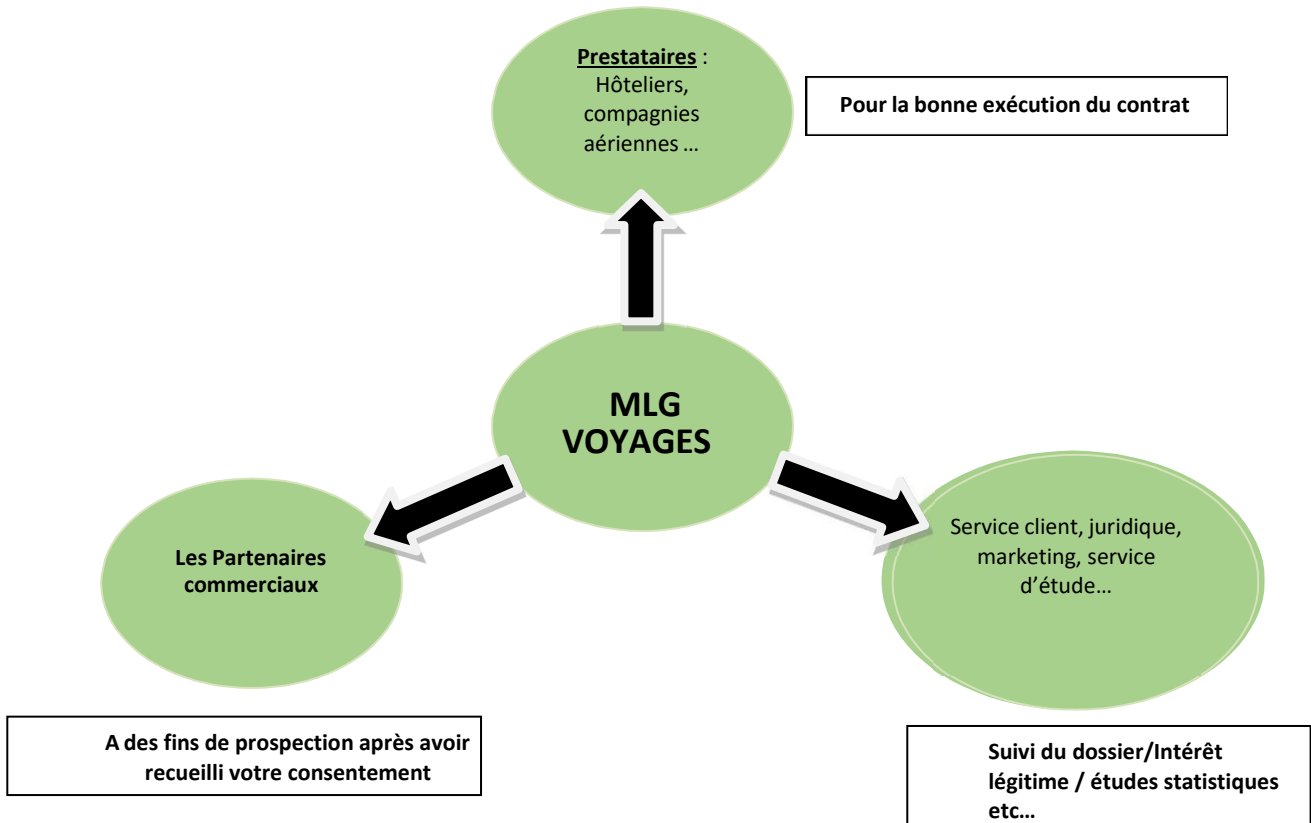 Prestataires :
Hôteliers,
compagnies
aériennes ...
Pour la bonne exécution du contrat
MLG
VOYAGES
Les Partenaires
commerciaux
Service client, juridique,
marketing, service
d’étude...
A des fins de prospection après avoir
recueilli votre consentement
Suivi du dossier/Intérêt
légitime / études statistiques
etc...